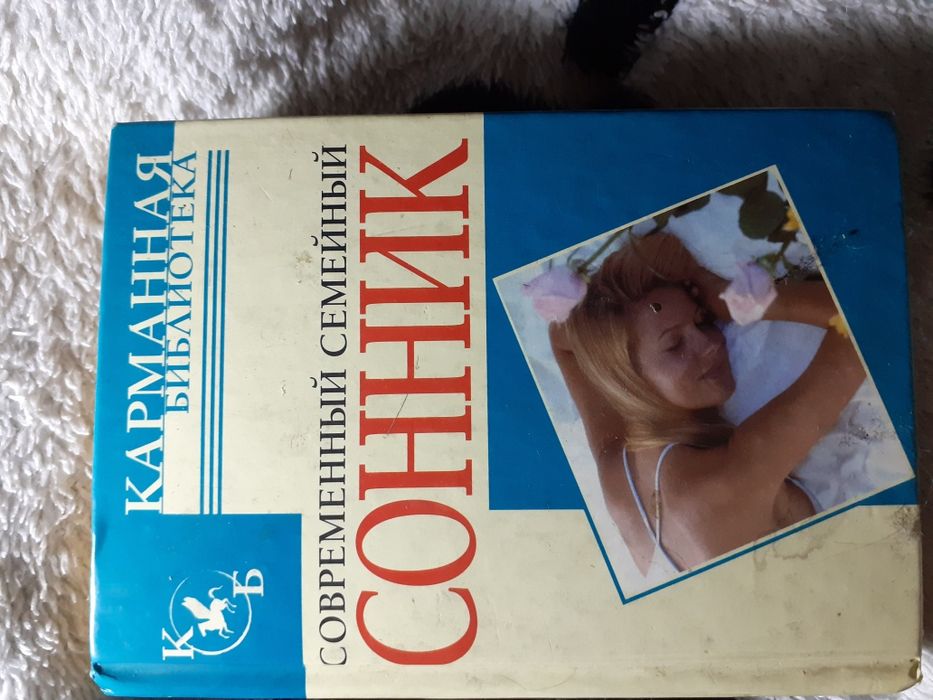 КАРМАННАЯ
БИБЛИОТЕКА
К
Б
СОВРЕМЕННЫЙ СЕМЕЙНЫЙ
СОННИК